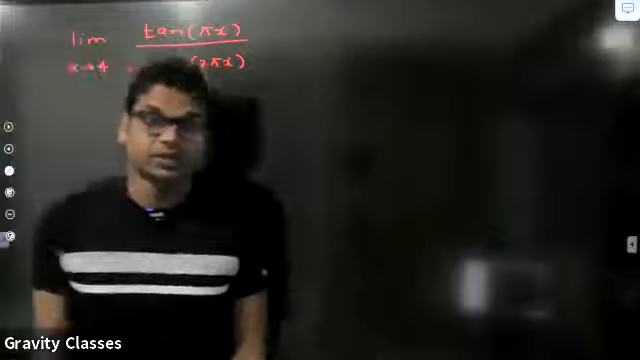 lim tan(πx)
x→4 (2πx)
Gravity Classes